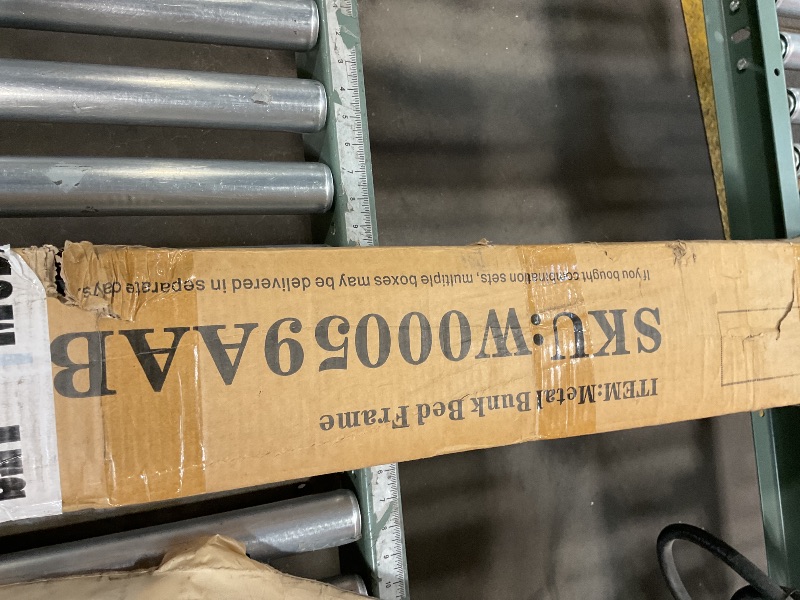 ITEM:Metal Bunk Bed Frame
SKU:W00059AAB
If you bought combination sets, multiple boxes may be delivered in separate days.